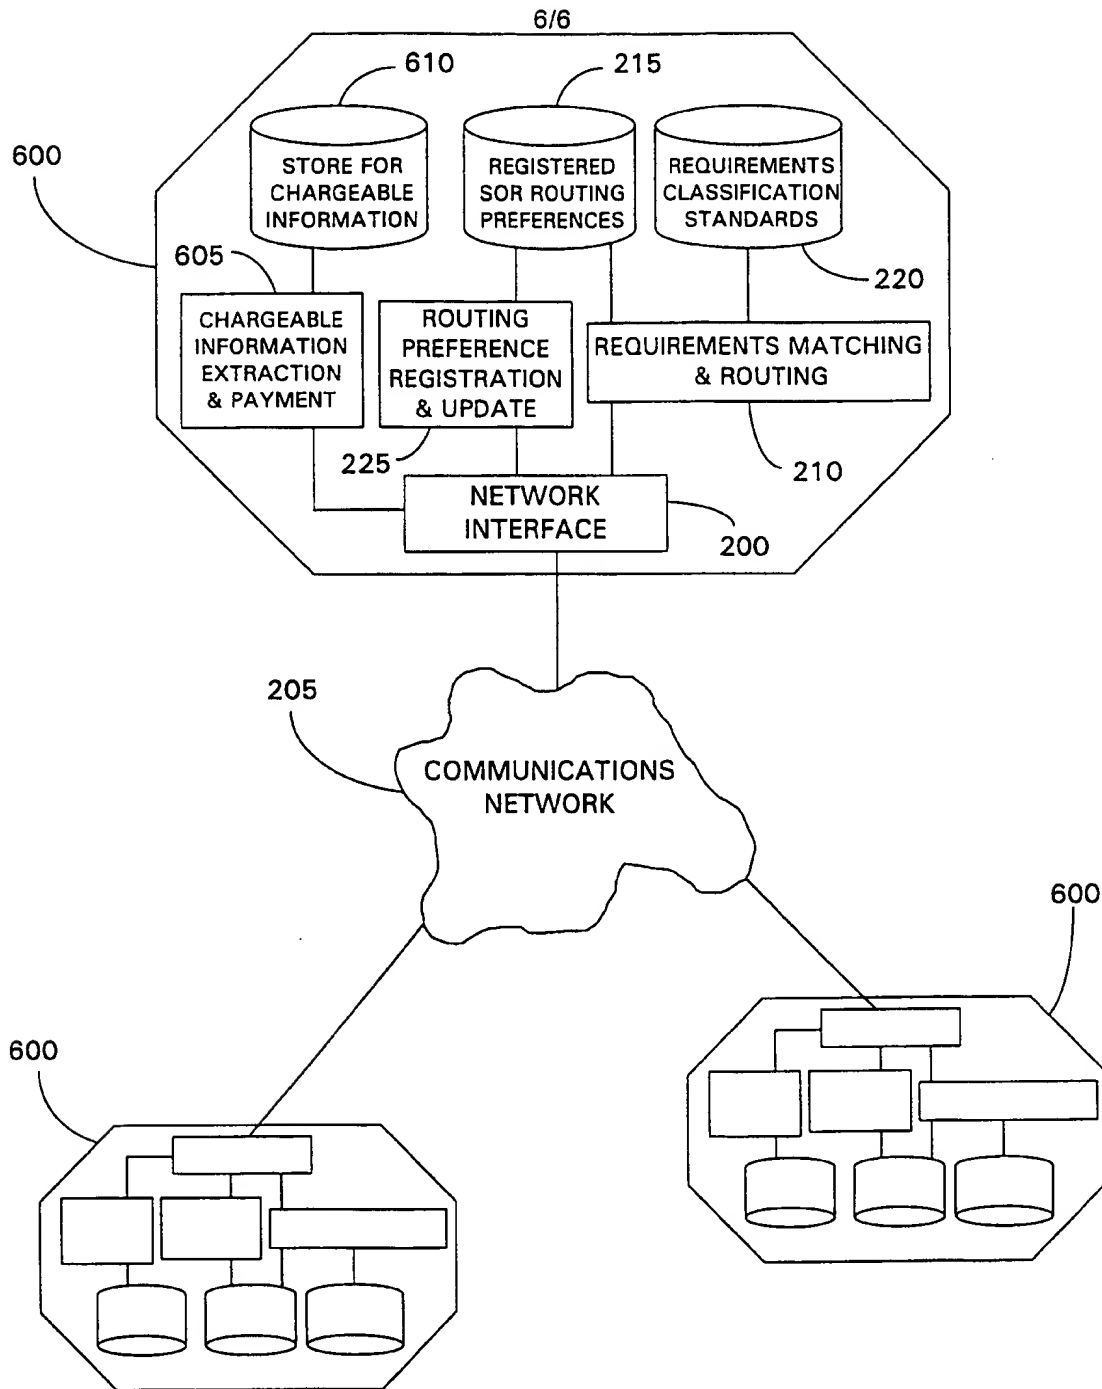 6/6
610
215
600
STORE FOR
CHARGEABLE
INFORMATION
REGISTERED
SOR ROUTING
PREFERENCES
REQUIREMENTS
CLASSIFICATION
STANDARDS
605
220
CHARGEABLE
INFORMATION
EXTRACTION
& PAYMENT
ROUTING
PREFERENCE
REGISTRATION
& UPDATE
REQUIREMENTS MATCHING
& ROUTING
225
210
NETWORK
INTERFACE
200
205
COMMUNICATIONS
NETWORK
600
600